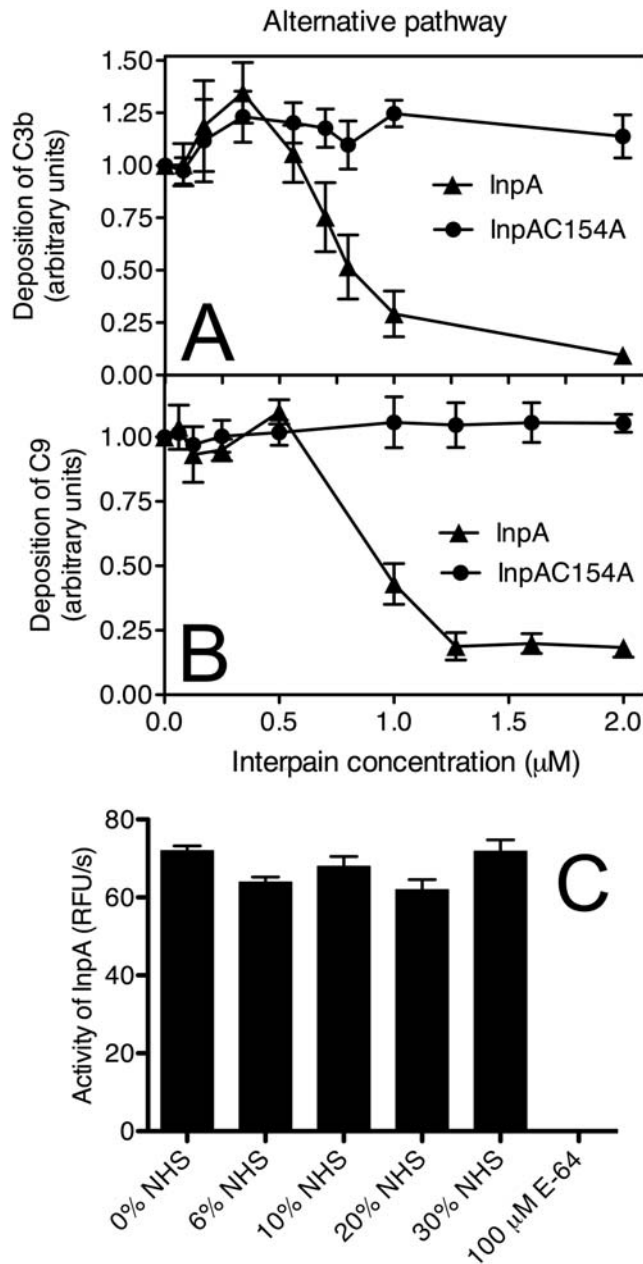 Alternative pathway
Deposition of C3b
(arbitrary units)
1.50
1.25
1.00
0.75
0.50
0.25
0.00
InpA
InpAC154A
A
Deposition of C9
(arbitrary units)
1.00
0.75
0.50
0.25
0.00
InpA
InpAC154A
B
0.0
0.5
1.0
1.5
2.0
Interpain concentration (μM)
Activity of InpA (RFU/s)
80
60
40
20
0
C
0% NHS
6% NHS
10% NHS
20% NHS
30% NHS
100 μM E-64